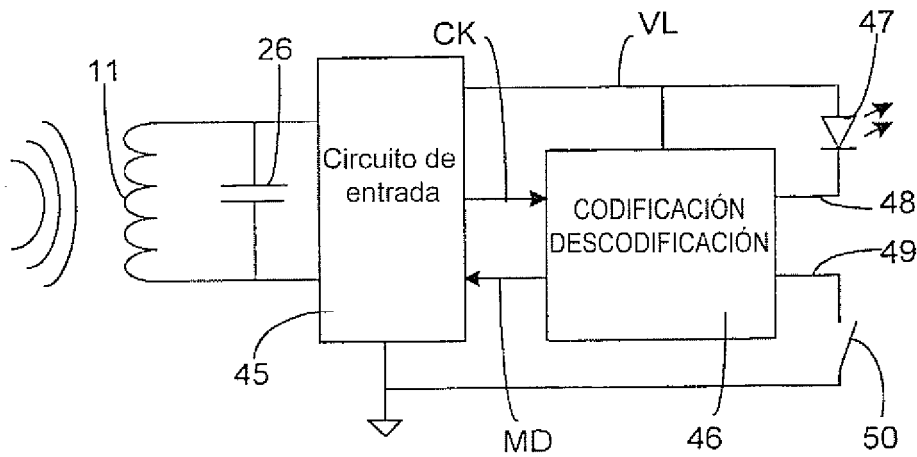 CK
VL
47
26
11
Circuito de
entrada
CODIFICACIÓN
DESCODIFICACIÓN
48
49
45
MD
46
50